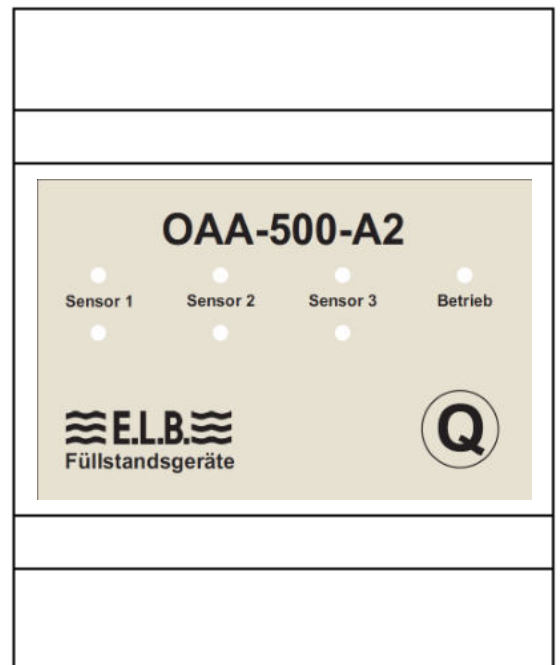 OAA-500-A2
Sensor 1 Sensor 2 Sensor 3 Betrieb
E.L.B.
Füllstandsgeräte
Q